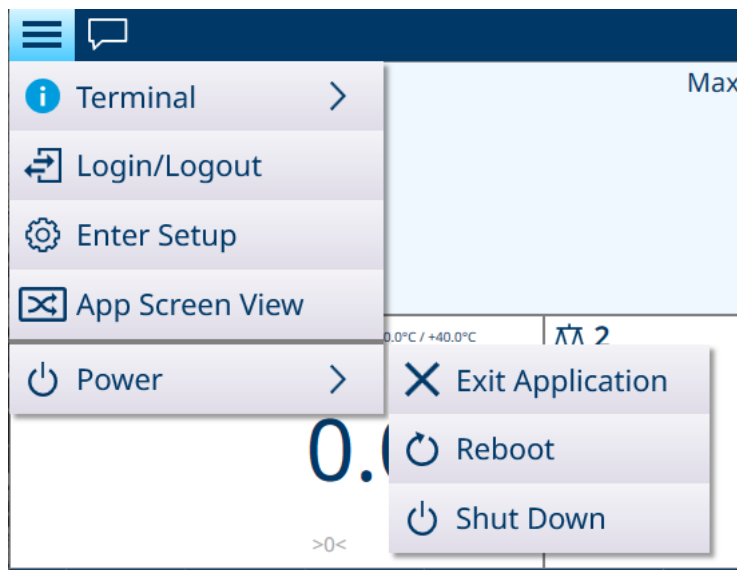 Max
Terminal
Login/Logout
Enter Setup
App Screen View
0.0°C / +40.0°C
2
Power
Exit Application
Reboot
Shut Down
0.
>0<